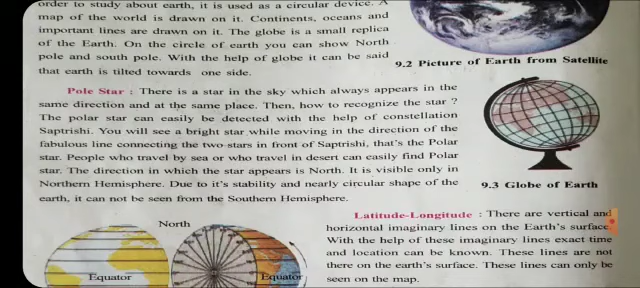 order to study about earth, it is used as a circular device. A
map of the world is drawn on it. Continents, oceans and
important lines are drawn on it. The globe is a small replica
of the Earth. On the circle of earth you can show North
pole and south pole. With the help of globe it can be said
that earth is tilted towards one side.
9.2 Picture of Earth from Satellite
Pole Star : There is a star in the sky which always appears in the
same direction and at the same place. Then, how to recognize the star ?
The polar star can easily be detected with the help of constellation
Saptrishi. You will see a bright star while moving in the direction of the
fabulous line connecting the two stars in front of Saptrishi, that's the Polar
star. People who travel by sea or who travel in desert can easily find Polar
star. The direction in which the star appears is North. It is visible only in
Northern Hemisphere. Due to it's stability and nearly circular shape of the
earth, it can not be seen from the Southern Hemisphere.
9.3 Globe of Earth
North
Equator
Equator
Latitude-Longitude : There are vertical and
horizontal imaginary lines on the Earth's surface.
With the help of these imaginary lines exact time
and location can be known. These lines are not
there on the earth's surface. These lines can only be
seen on the map.